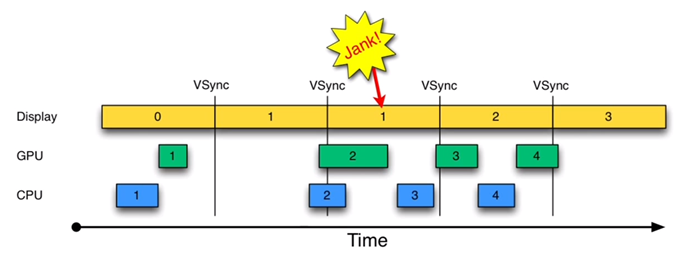 Jank!
VSync VSync VSync VSync
Display 0 1 1 2 3
GPU 1 2 3 4
CPU 1 2 3 4
Time